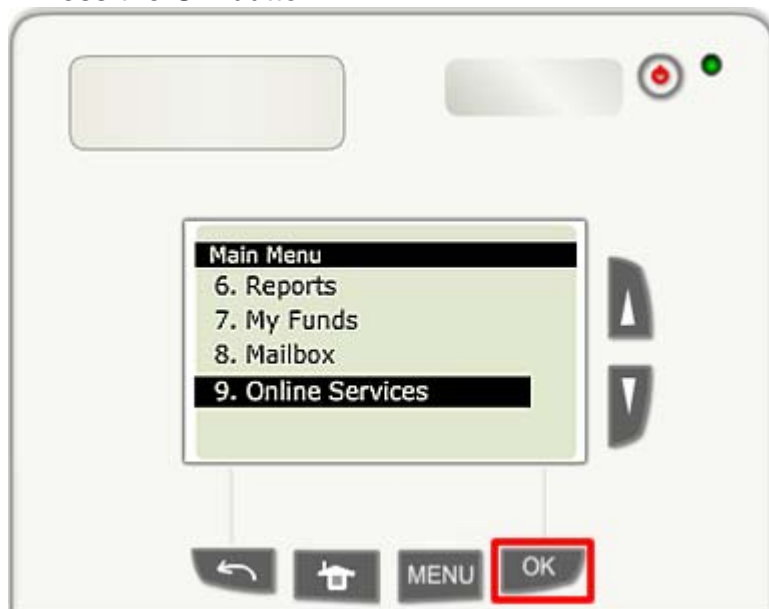 Main Menu
6. Reports
7. My Funds
8. Mailbox
9. Online Services
MENU
OK